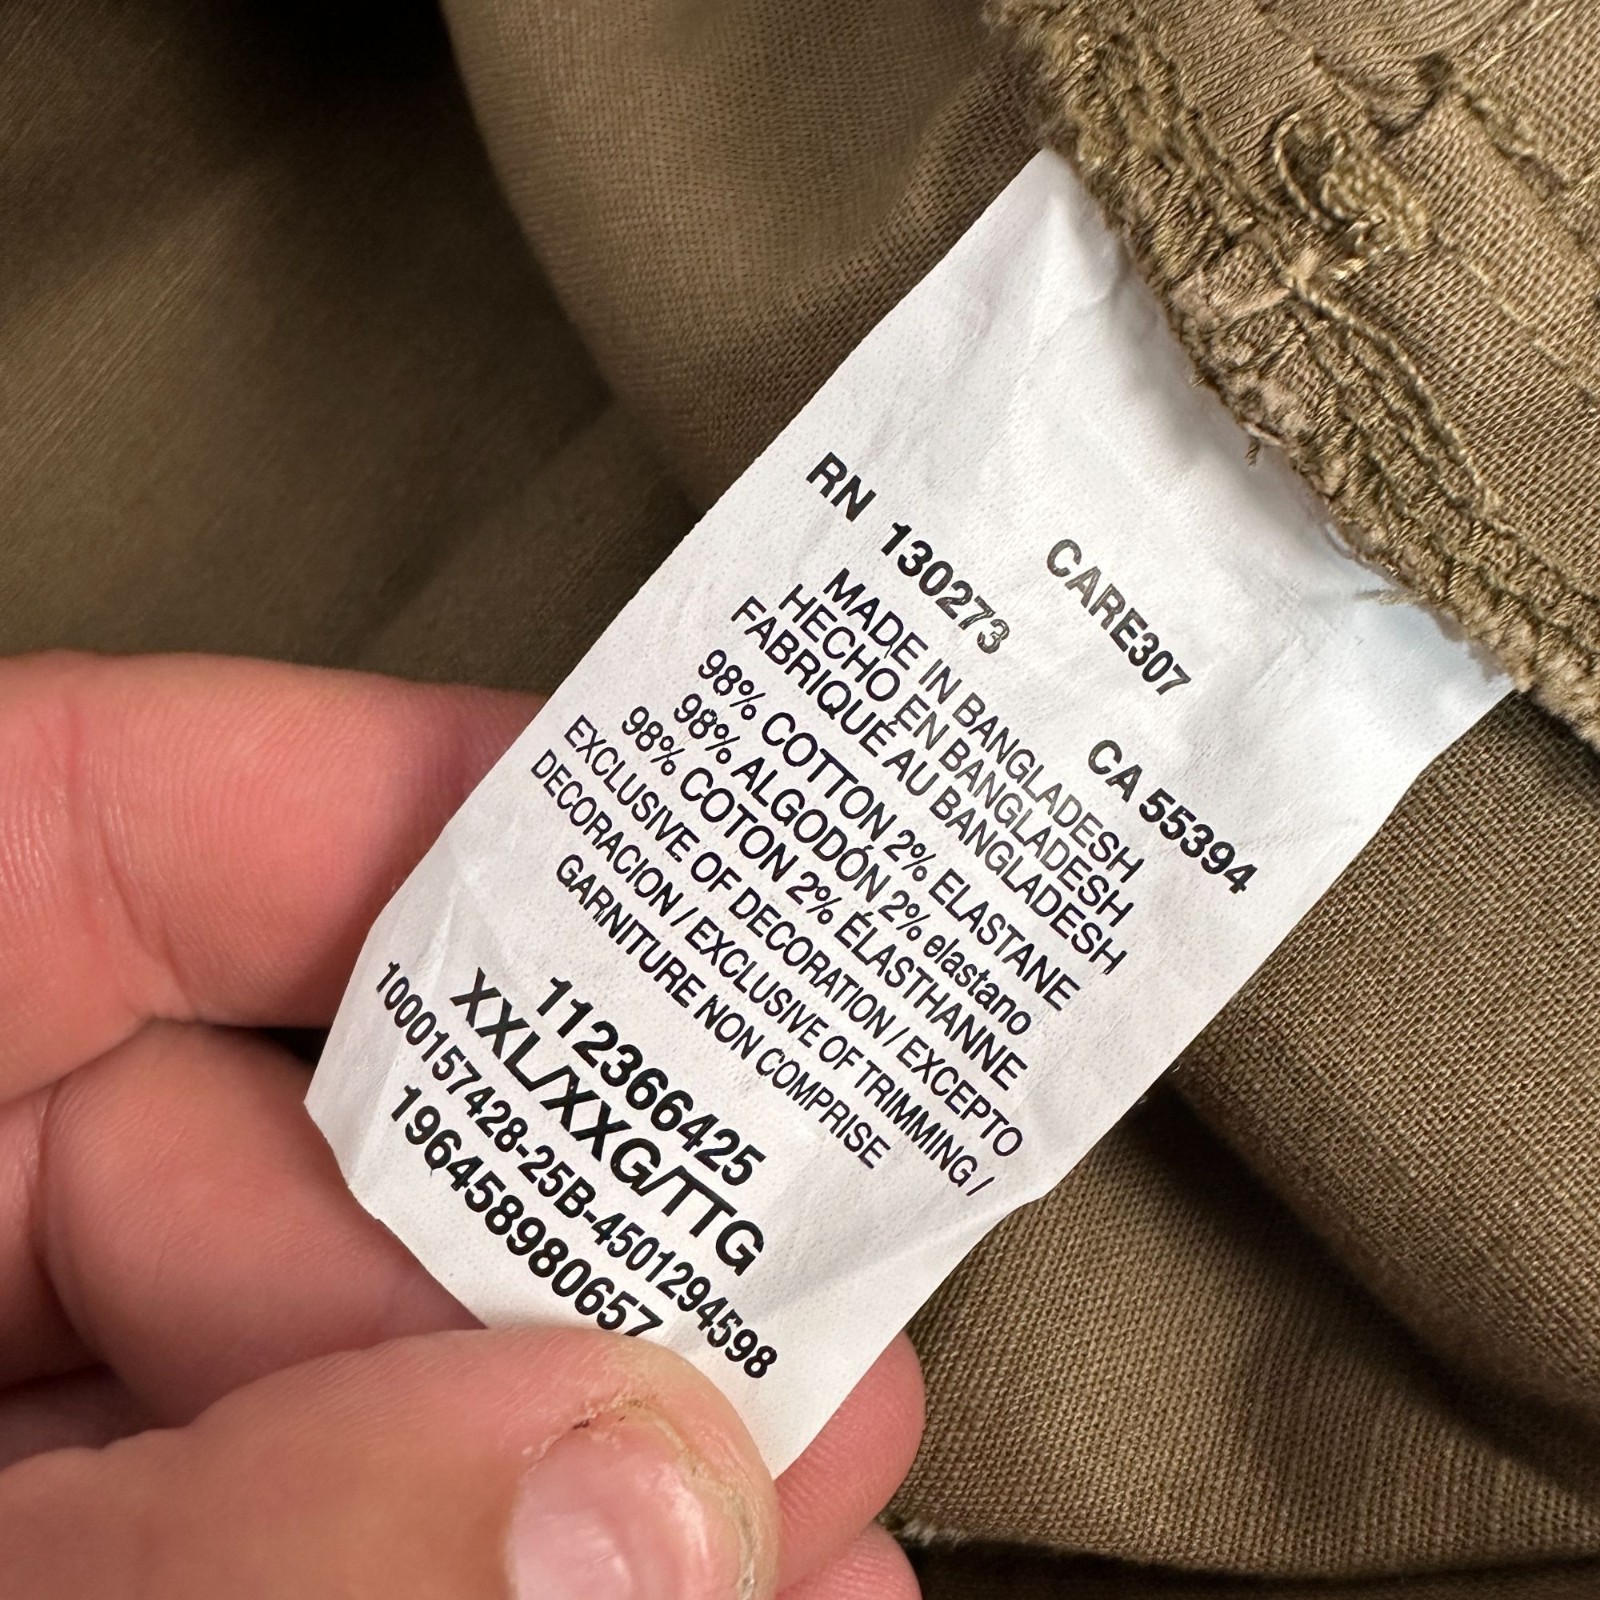 CARE307
RN 130273 CA 55394
MADE IN BANGLADESH
HECHO EN BANGLADESH
FABRIQUÉ AU BANGLADESH
98% COTTON 2% ELASTANE
98% ALGODÓN 2% elastano
98% COTON 2% ÉLASTHANNE
EXCLUSIVE OF DECORATION / EXCEPTO
DECORACION / EXCLUSIVE OF TRIMMING /
GARNITURE NON COMPRISE
112366425
XXL/XXG/TTG
1000157428-25B-4501294598
196458980657